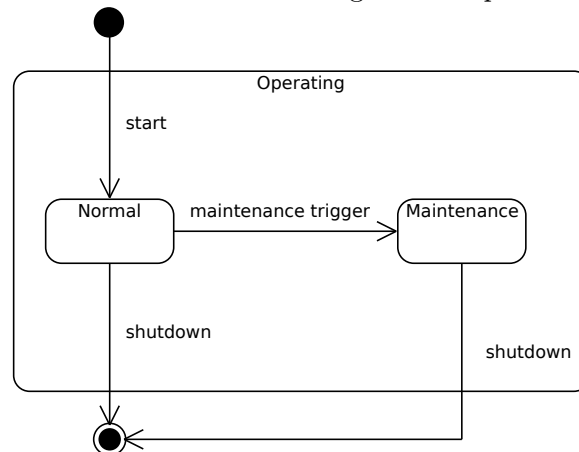 Operating
start
Normal
maintenance trigger
Maintenance
shutdown
shutdown